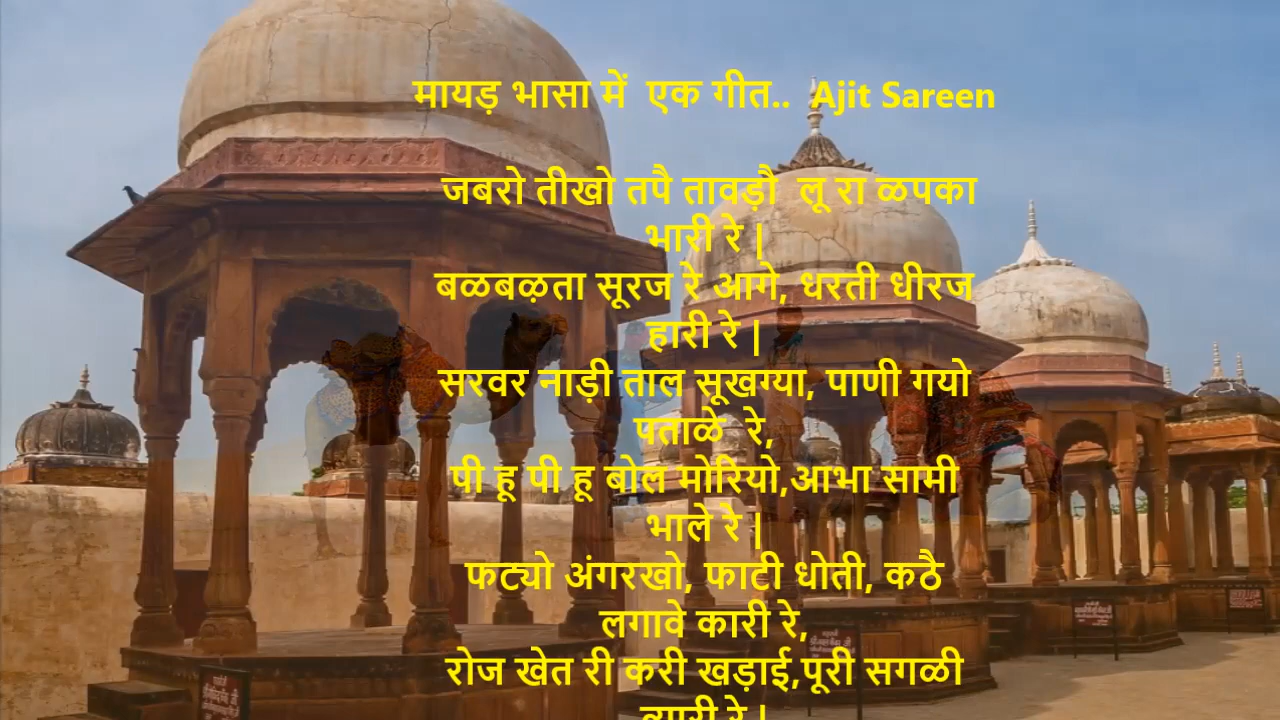 मायड़ भासा में एक गीत.. Ajit Sareen
जबरो तीखो तपै तावड़ौ लू रा ळपका
भारी रे |
बळबऴता सूरज रे आगे, धरती धीरज
हारी रे |
सरवर नाड़ी ताल सूखग्या, पाणी गयो
पताळे रे,
पी हू पी हू बोल मोरियो,आभा सामी
भाले रे |
फट्यो अंगरखो, फाटी धोती, कठै
लगावे कारी रे,
रोज खेत री करी खड़ाई,पूरी सगळी
रे |